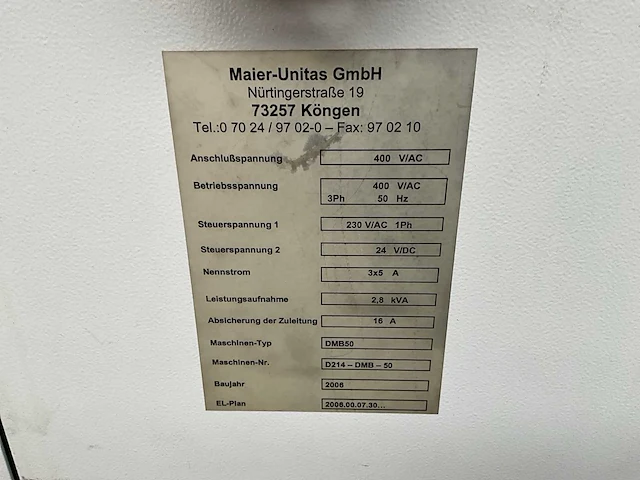 Maier-Unitas GmbH
Nürtingerstraße 19
73257 Köngen
Tel.:0 70 24 / 97 02-0 – Fax: 97 02 10
Anschlußspannung 400 V/AC
Betriebsspannung 400 V/AC
3Ph 50 Hz
Steuerspannung 1 230 V/AC 1Ph
Steuerspannung 2 24 V/DC
Nennstrom 3x5 A
Leistungsaufnahme 2,8 kVA
Absicherung der Zuleitung 16 A
Maschinen-Typ DMB50
Maschinen-Nr. D214 – DMB – 50
Baujahr 2006
EL-Plan 2006.00.07.30...